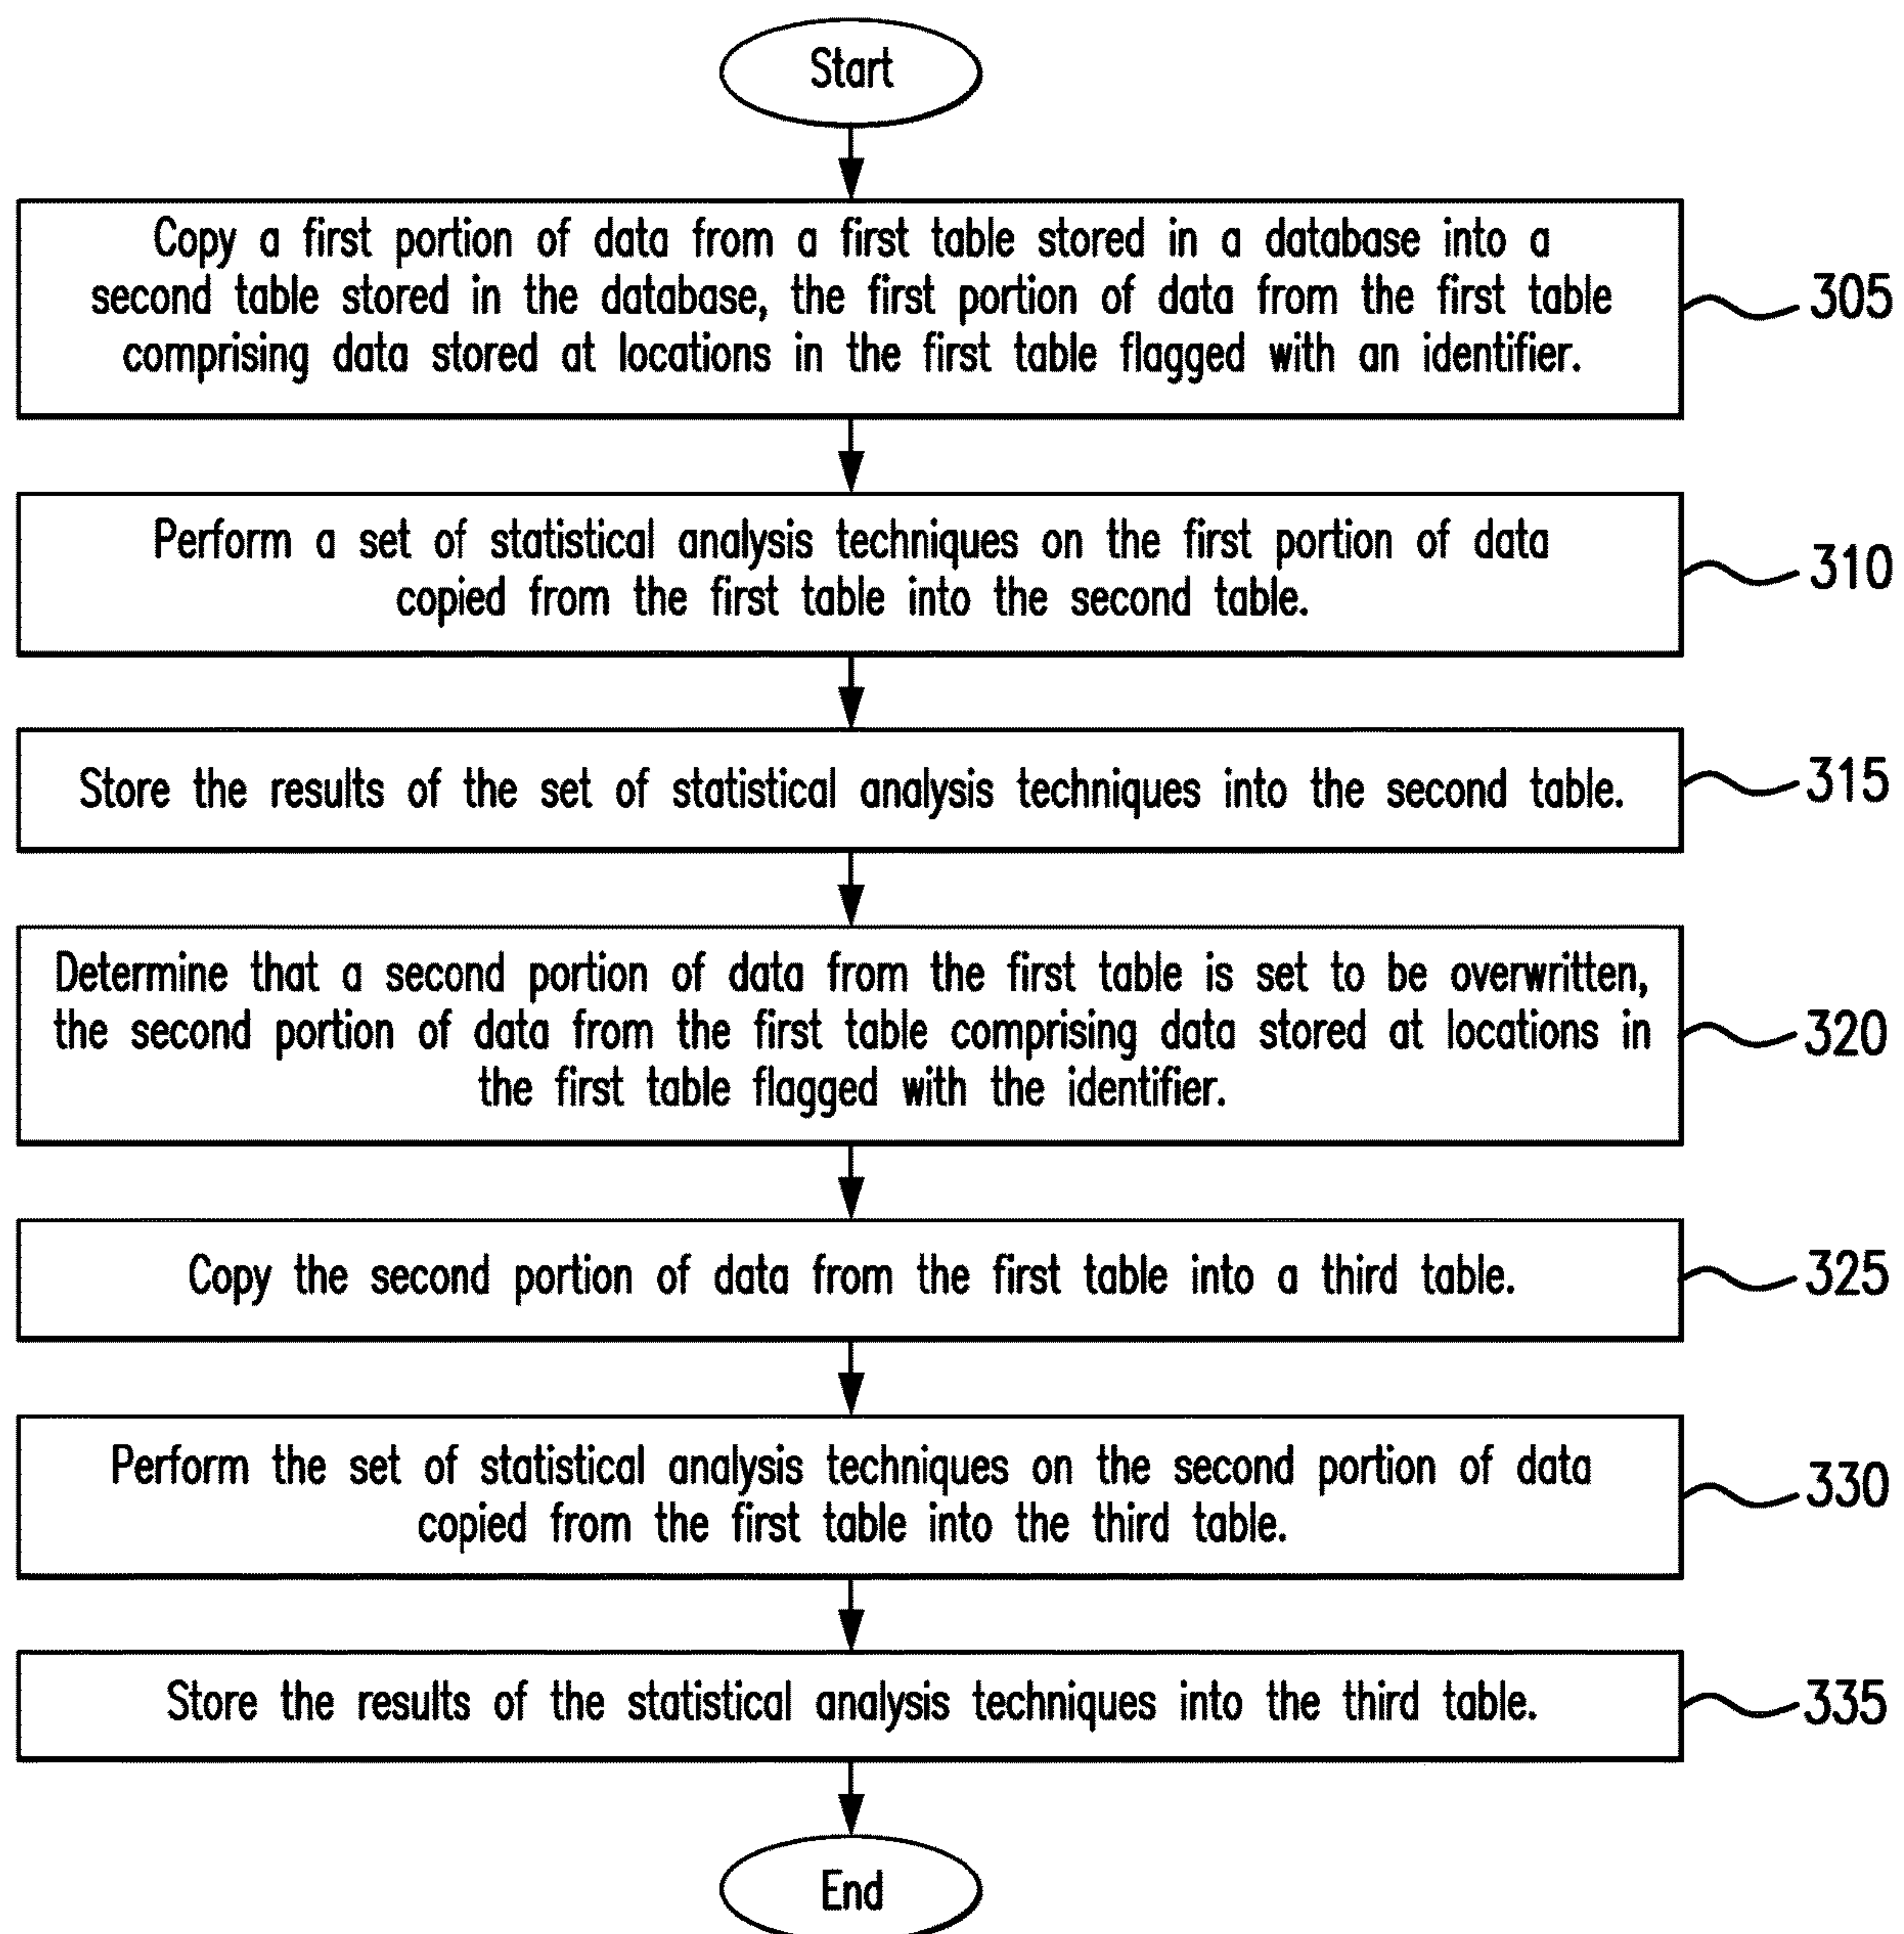 Start
Copy a first portion of data from a first table stored in a database into a
second table stored in the database, the first portion of data from the first table
comprising data stored at locations in the first table flagged with an identifier.
305
Perform a set of statistical analysis techniques on the first portion of data
copied from the first table into the second table.
310
Store the results of the set of statistical analysis techniques into the second table.
315
Determine that a second portion of data from the first table is set to be overwritten,
the second portion of data from the first table comprising data stored at locations in
the first table flagged with the identifier.
320
Copy the second portion of data from the first table into a third table.
325
Perform the set of statistical analysis techniques on the second portion of data
copied from the first table into the third table.
330
Store the results of the statistical analysis techniques into the third table.
335
End